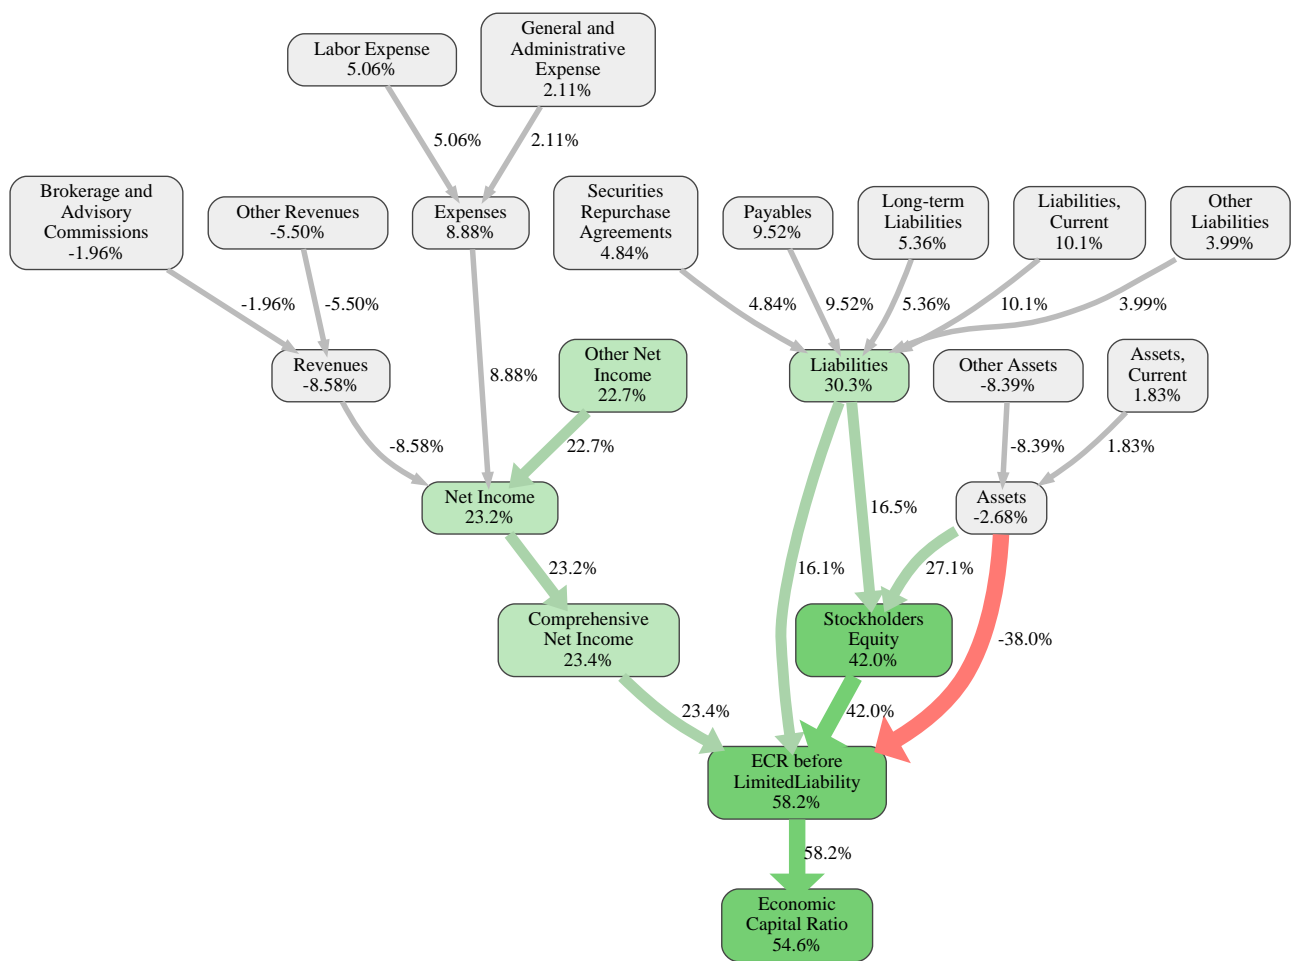 Labor Expense
5.06%
General and
Administrative
Expense
2.11%
5.06%
2.11%
Brokerage and
Advisory
Commissions
-1.96%
Other Revenues
-5.50%
Expenses
8.88%
Securities
Repurchase
Agreements
4.84%
Payables
9.52%
Long-term
Liabilities
5.36%
Liabilities,
Current
10.1%
Other
Liabilities
3.99%
-1.96%
-5.50%
4.84%
9.52%
5.36%
10.1%
3.99%
Revenues
-8.58%
8.88%
Other Net
Income
22.7%
Liabilities
30.3%
Other Assets
-8.39%
Assets,
Current
1.83%
-8.58%
22.7%
-8.39%
1.83%
Net Income
23.2%
16.5%
Assets
-2.68%
23.2%
16.1%
27.1%
Comprehensive
Net Income
23.4%
Stockholders
Equity
42.0%
-38.0%
23.4%
42.0%
ECR before
LimitedLiability
58.2%
58.2%
Economic
Capital Ratio
54.6%